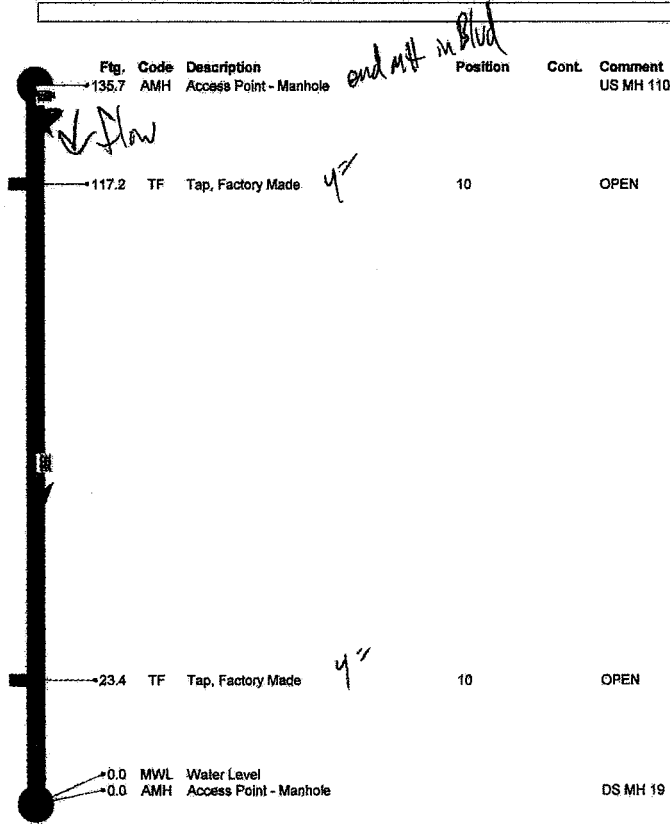 end MH in Blvd
Ftg. Code Description Position Cont. Comment
135.7 AMH Access Point - Manhole US MH 110
↓ flow
117.2 TF Tap, Factory Made 4" 10 OPEN
23.4 TF Tap, Factory Made 4" 10 OPEN
0.0 MWL Water Level
0.0 AMH Access Point - Manhole DS MH 19